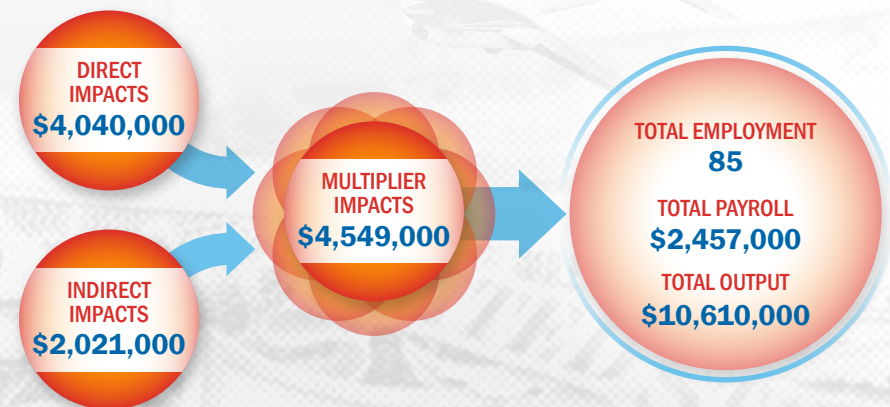 DIRECT
IMPACTS
$4,040,000
INDIRECT
IMPACTS
$2,021,000
MULTIPLIER
IMPACTS
$4,549,000
TOTAL EMPLOYMENT
85
TOTAL PAYROLL
$2,457,000
TOTAL OUTPUT
$10,610,000